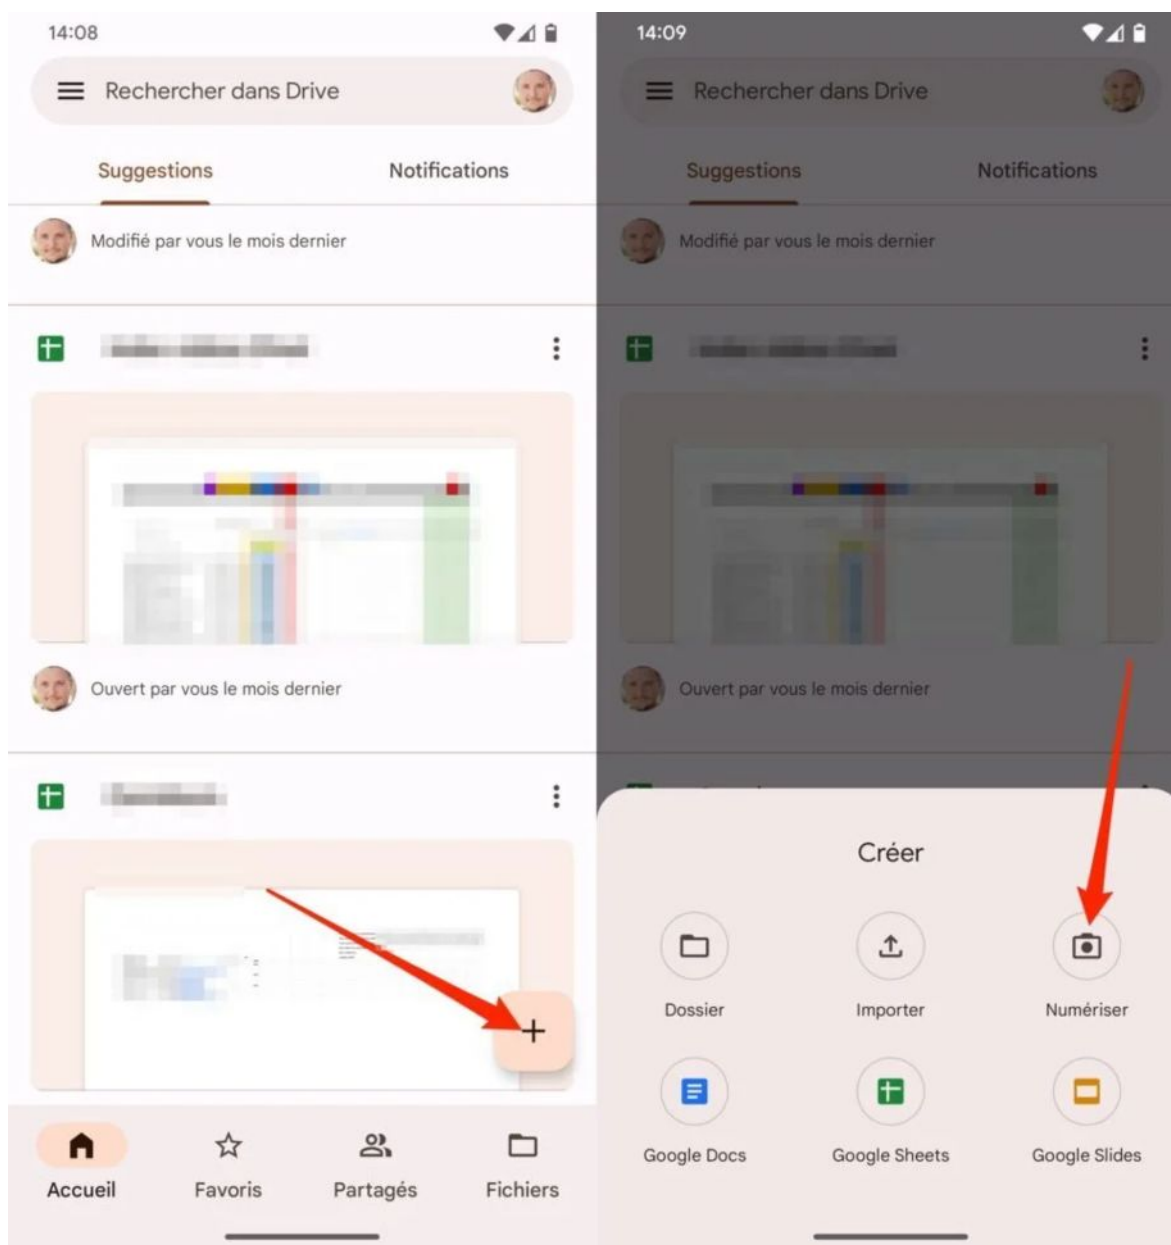 14:08
Rechercher dans Drive
Suggestions
Notifications
Modifié par vous le mois dernier
Ouvert par vous le mois dernier
Accueil
Favoris
Partagés
Fichiers
14:09
Rechercher dans Drive
Suggestions
Notifications
Modifié par vous le mois dernier
Ouvert par vous le mois dernier
Créer
Dossier
Importer
Numériser
Google Docs
Google Sheets
Google Slides